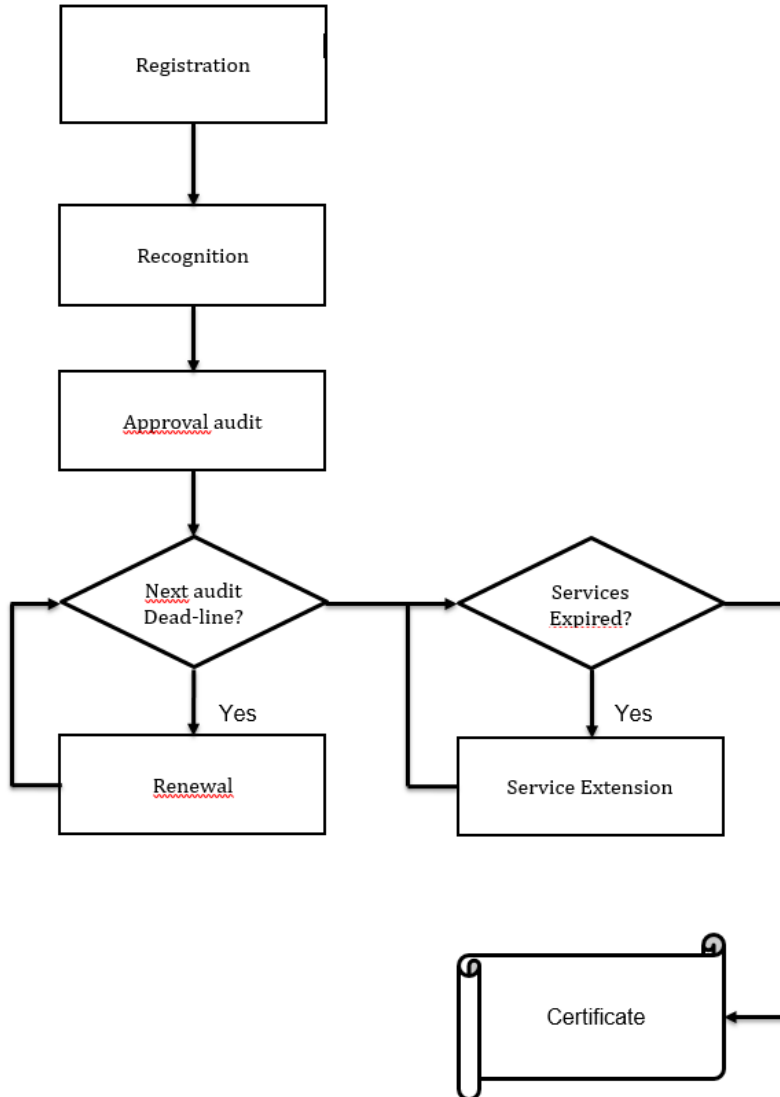 Registration
Recognition
Approval audit
Next audit
Dead-line?
Services
Expired?
Yes
Yes
Renewal
Service Extension
Certificate